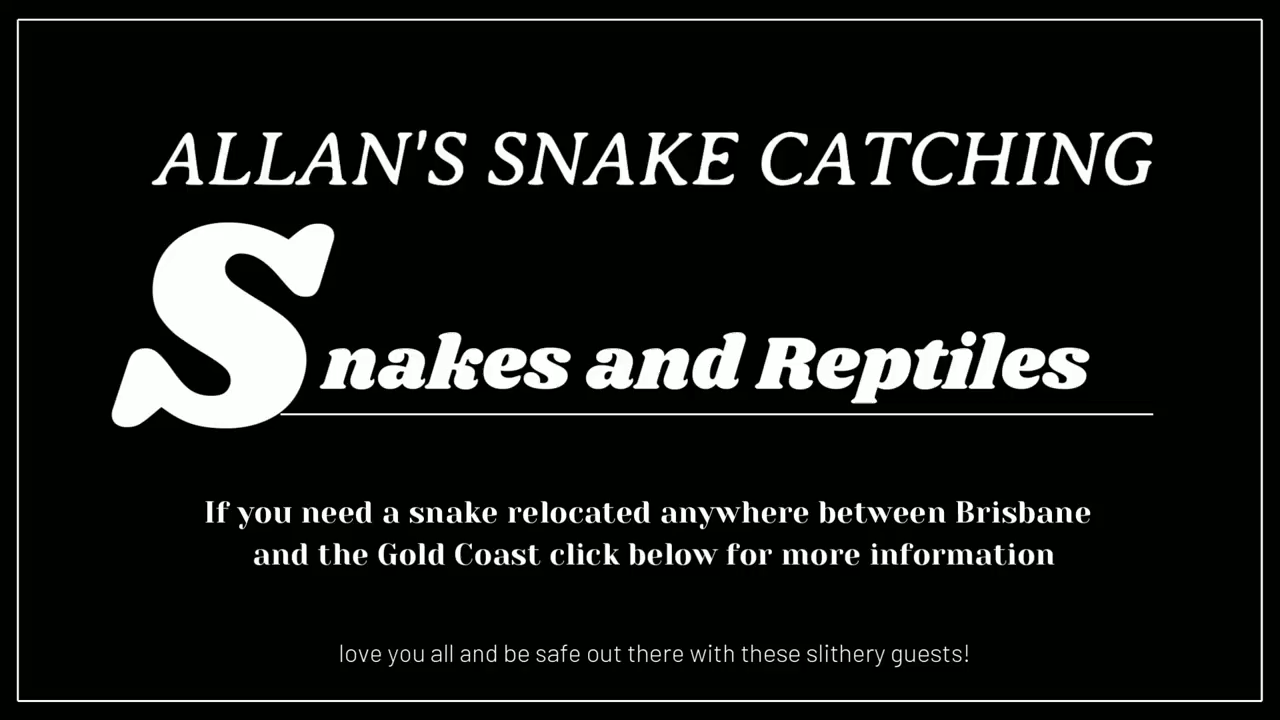 ALLAN'S SNAKE CATCHING
Snakes and Reptiles
If you need a snake relocated anywhere between Brisbane
and the Gold Coast click below for more information
love you all and be safe out there with these slithery guests!